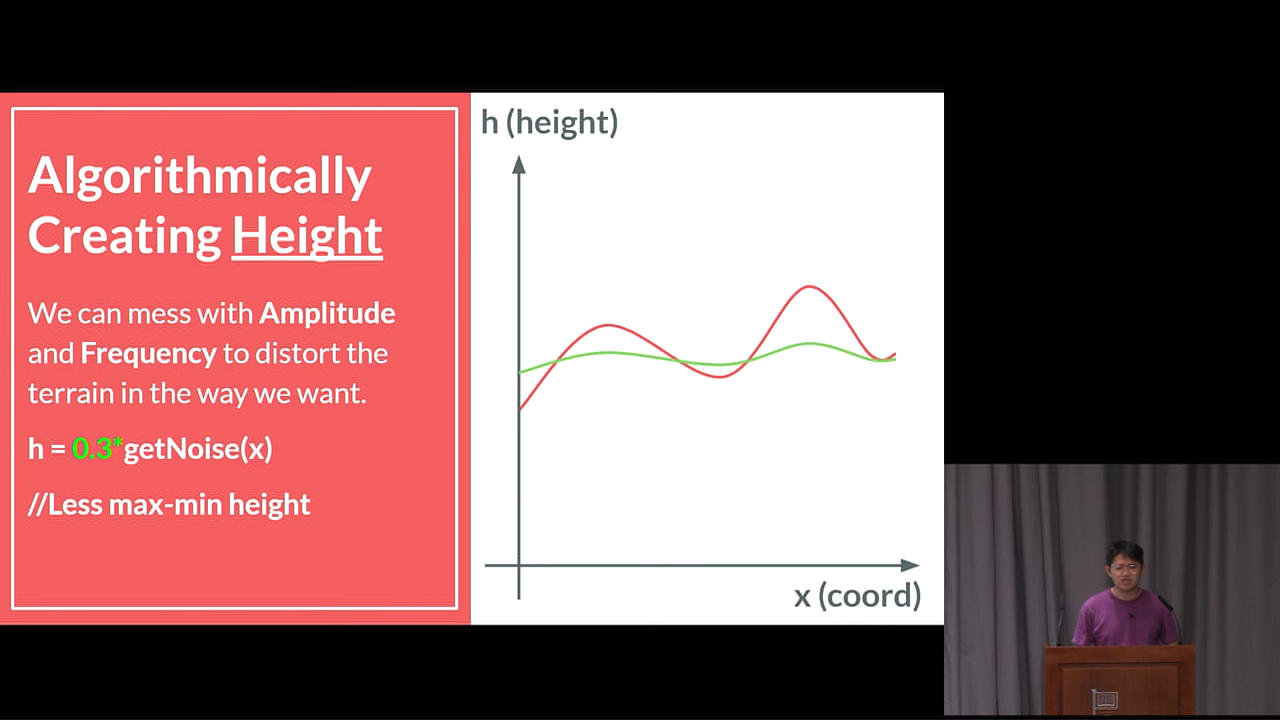 Algorithmically
Creating Height
We can mess with Amplitude
and Frequency to distort the
terrain in the way we want.
h = 0.3*getNoise(x)
//Less max-min height
h (height)
x (coord)